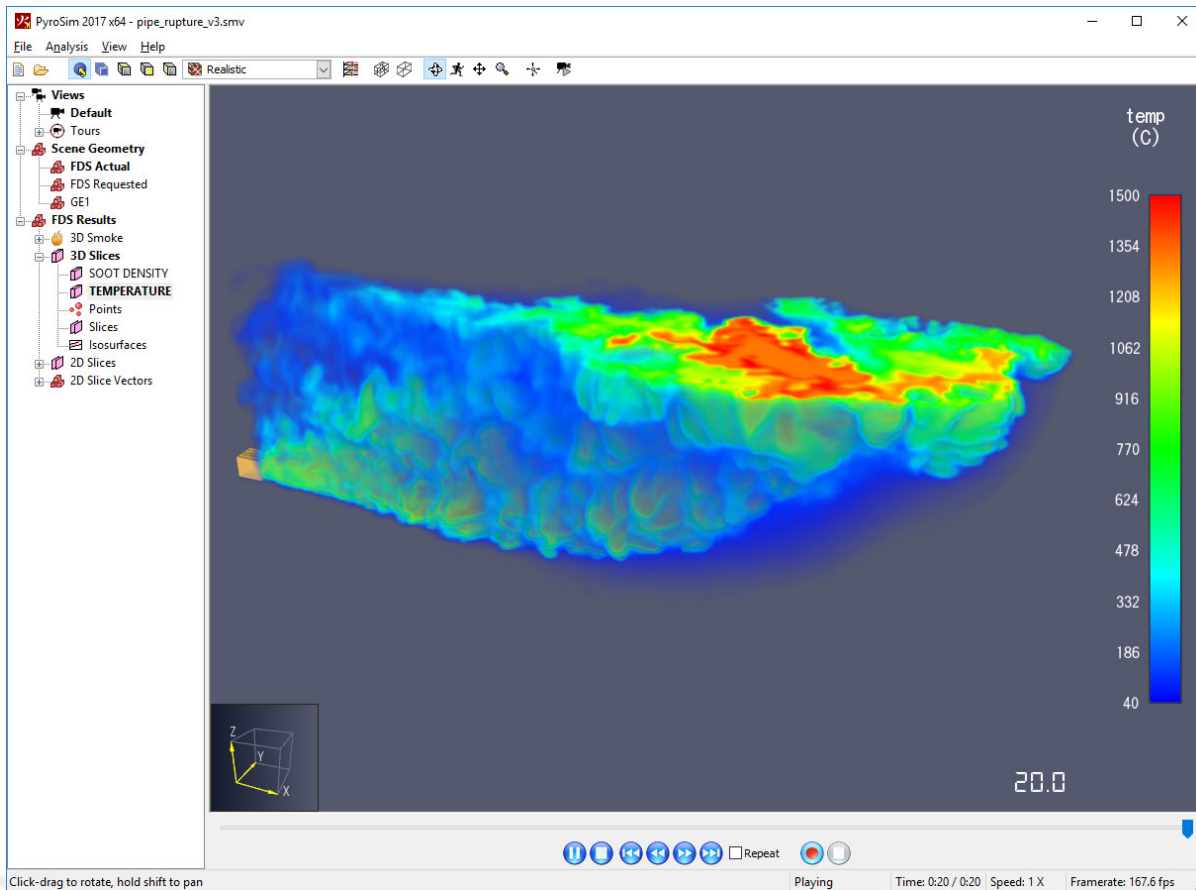 PyroSim 2017 x64 - pipe_rupture_v3.smv
File Analysis View Help
Realistic
Views
Default
Tours
Scene Geometry
FDS Actual
FDS Requested
GE1
FDS Results
3D Smoke
3D Slices
SOOT DENSITY
TEMPERATURE
Points
Slices
Isosurfaces
2D Slices
2D Slice Vectors
temp
(C)
1500
1354
1208
1062
916
770
624
478
332
186
40
Z
Y
X
20.0
Repeat
Click-drag to rotate, hold shift to pan Playing Time: 0:20 / 0:20 Speed: 1 X Framerate: 167.6 fps